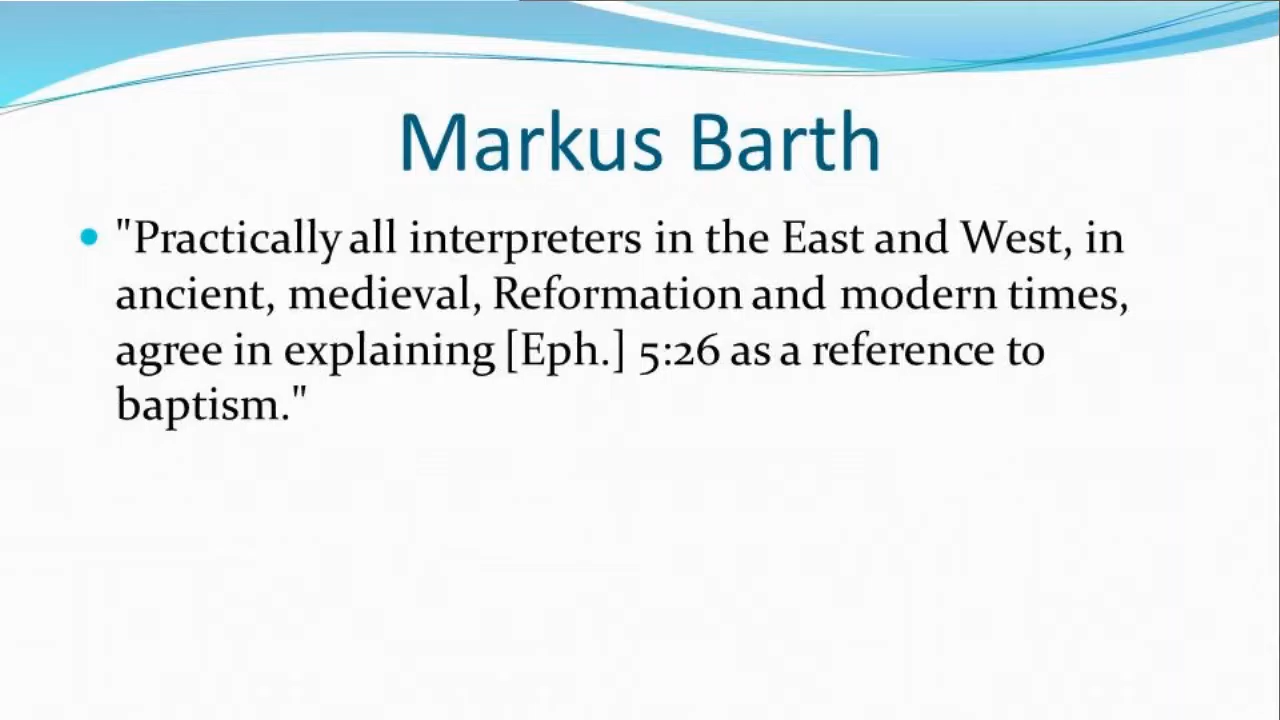 Markus Barth
• "Practically all interpreters in the East and West, in
ancient, medieval, Reformation and modern times,
agree in explaining [Eph.] 5:26 as a reference to
baptism."